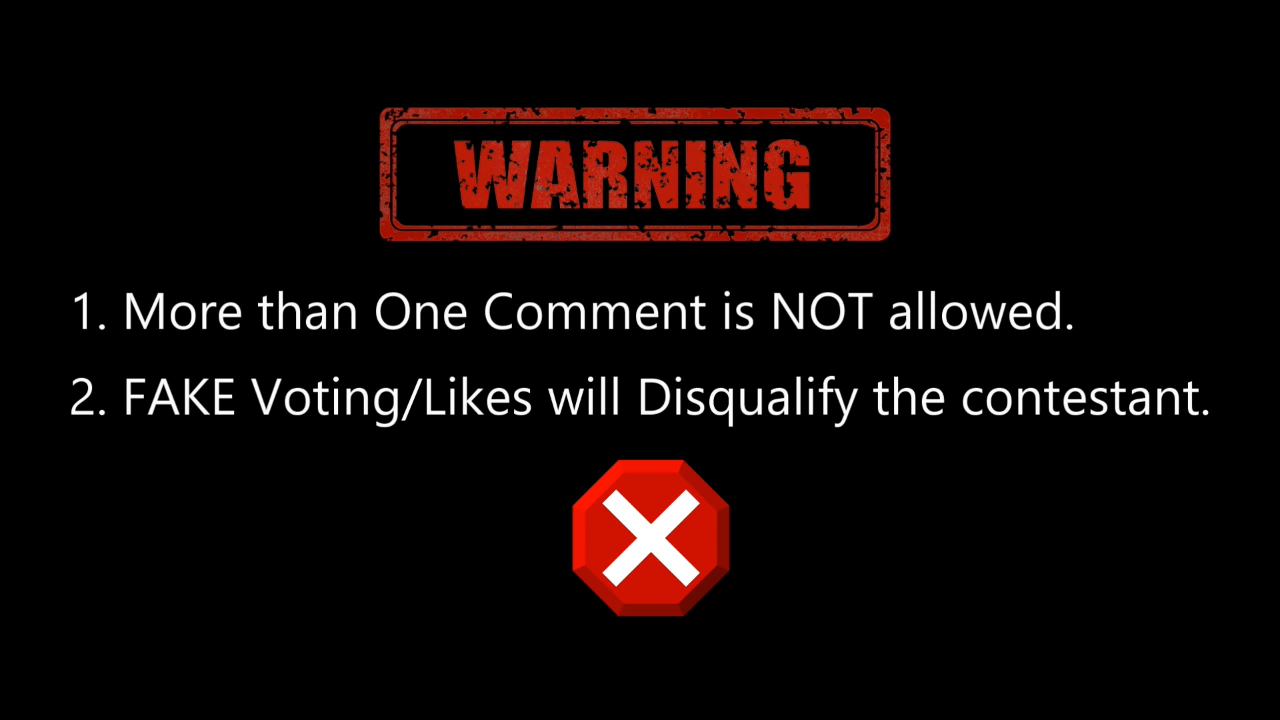 WARNING
1. More than One Comment is NOT allowed.
2. FAKE Voting/Likes will Disqualify the contestant.